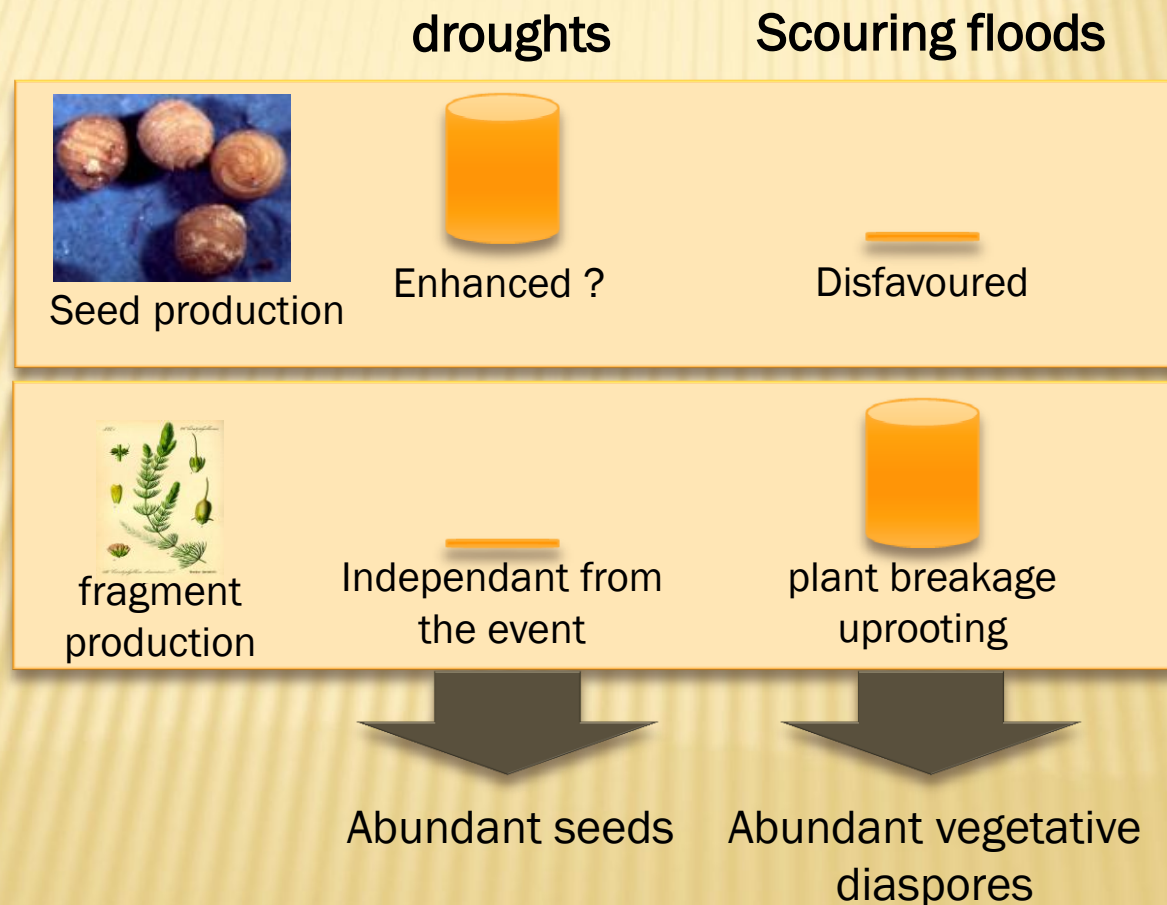 droughts
Scouring floods
Seed production
Enhanced ?
Disfavoured
fragment
production
Independant from
the event
plant breakage
uprooting
Abundant seeds
Abundant vegetative
diaspores